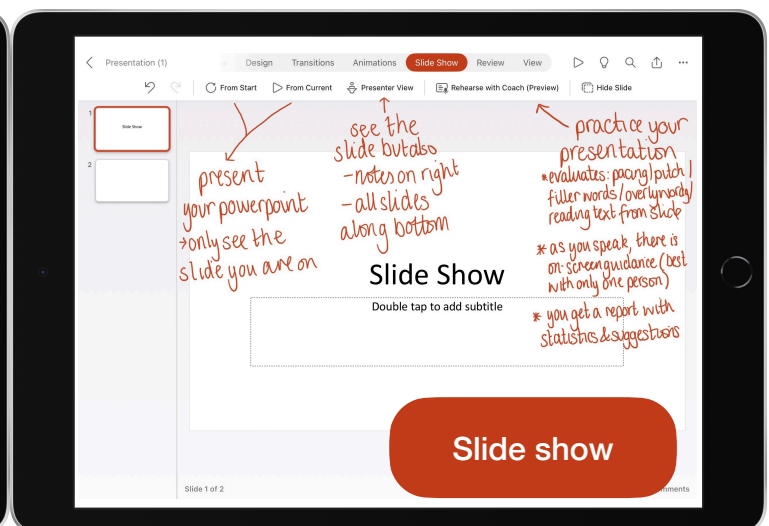 Presentation (1)
Design Transitions Animations Slide Show Review View
From Start From Current Presenter View Rehearse with Coach (Preview) Hide Slide
1
Slide Show
2
present
your powerpoint
→only see the
slide you are on
see the
slide but also
-notes on right
-all slides
along bottom
practice your
presentation
*evaluates: pacing/pitch/
filler words/overly wordy/
reading text from slide
* as you speak, there is
on-screen guidance (best
with only one person)
* you get a report with
statistics & suggestions
Slide Show
Double tap to add subtitle
Slide show
Slide 1 of 2
mments